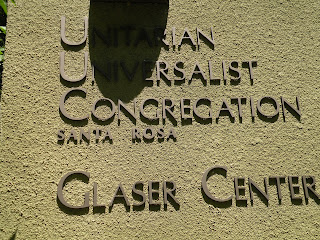 Unitarian
Universalist
Congregation
Santa Rosa
Glaser Center